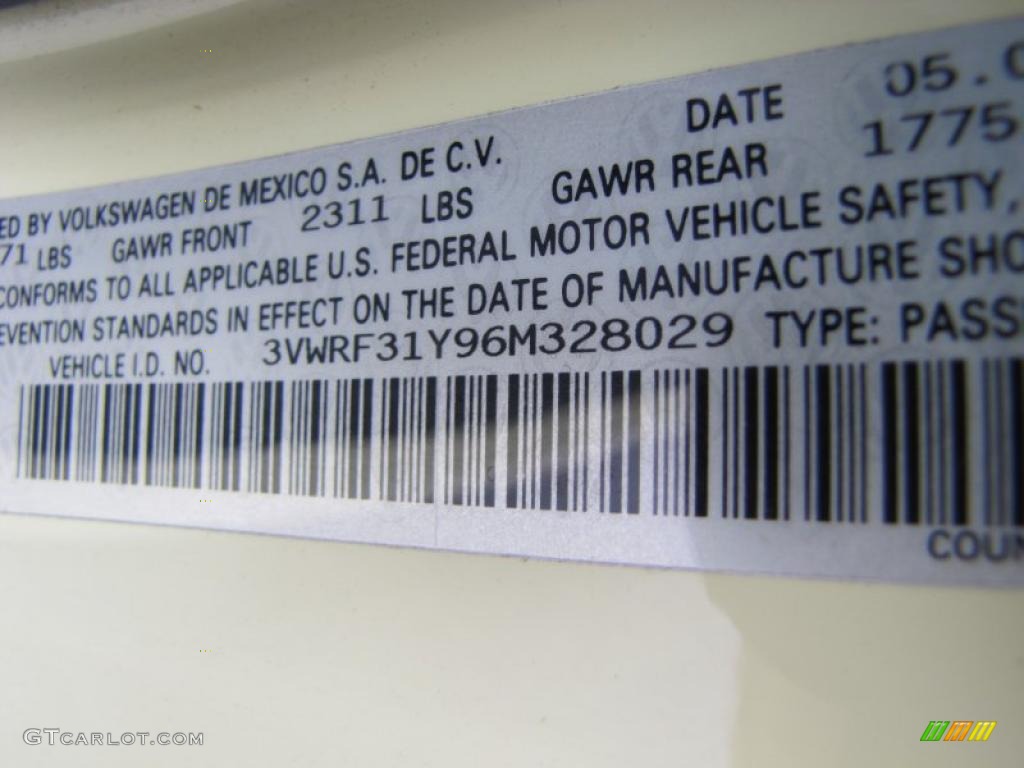 DATE 05.0
ED BY VOLKSWAGEN DE MEXICO S.A. DE C.V.
71 LBS GAWR FRONT 2311 LBS GAWR REAR 1775
CONFORMS TO ALL APPLICABLE U.S. FEDERAL MOTOR VEHICLE SAFETY,
EVENTION STANDARDS IN EFFECT ON THE DATE OF MANUFACTURE SHO
VEHICLE I.D. NO. 3VWRF31Y96M328029 TYPE: PASS
COUN
GTCARLOT.COM